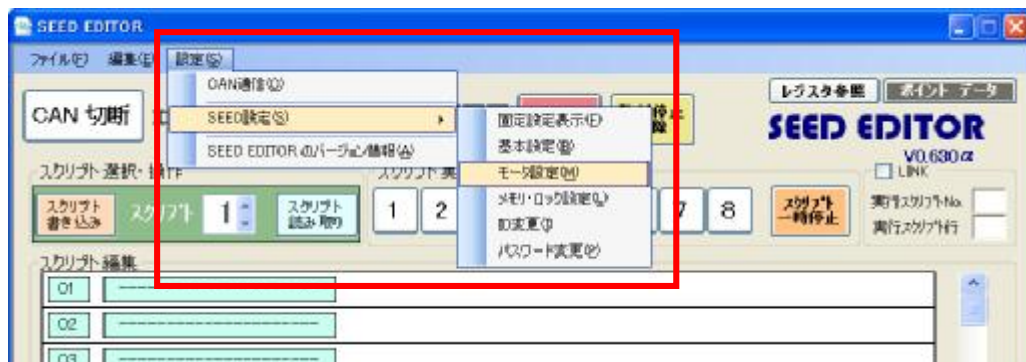 SEED EDITOR
ファイル(F) 編集(E) 設定(S)
CAN通信(C)
SEED設定(S)
SEED EDITOR のバージョン情報(A)
固定設定表示(F)
基本設定(B)
モータ設定(M)
メモリ・ロック設定(L)
ID変更(I)
パスワード変更(P)
CAN 切断
レジスタ参照 ポイント データ
SEED EDITOR
V0.630α
LINK
スクリプト 選択・操作
スクリプト 実
スクリプト
書き込み
スクリプト 1
スクリプト
読み取り
1 2 7 8
スクリプト
一時停止
実行スクリプトNo.
実行スクリプト行
スクリプト編集
01 --------------------
02 --------------------
03